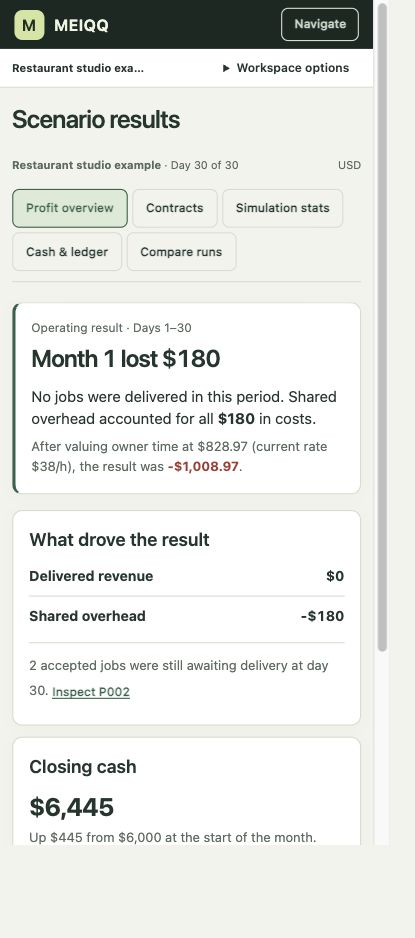 M MEIQQ Navigate
Restaurant studio exa... ▶ Workspace options
Scenario results
Restaurant studio example · Day 30 of 30 USD
Profit overview Contracts Simulation stats
Cash & ledger Compare runs
Operating result · Days 1–30
Month 1 lost $180
No jobs were delivered in this period. Shared
overhead accounted for all $180 in costs.
After valuing owner time at $828.97 (current rate
$38/h), the result was -$1,008.97.
What drove the result
Delivered revenue $0
Shared overhead -$180
2 accepted jobs were still awaiting delivery at day
30. Inspect P002
Closing cash
$6,445
Up $445 from $6,000 at the start of the month.